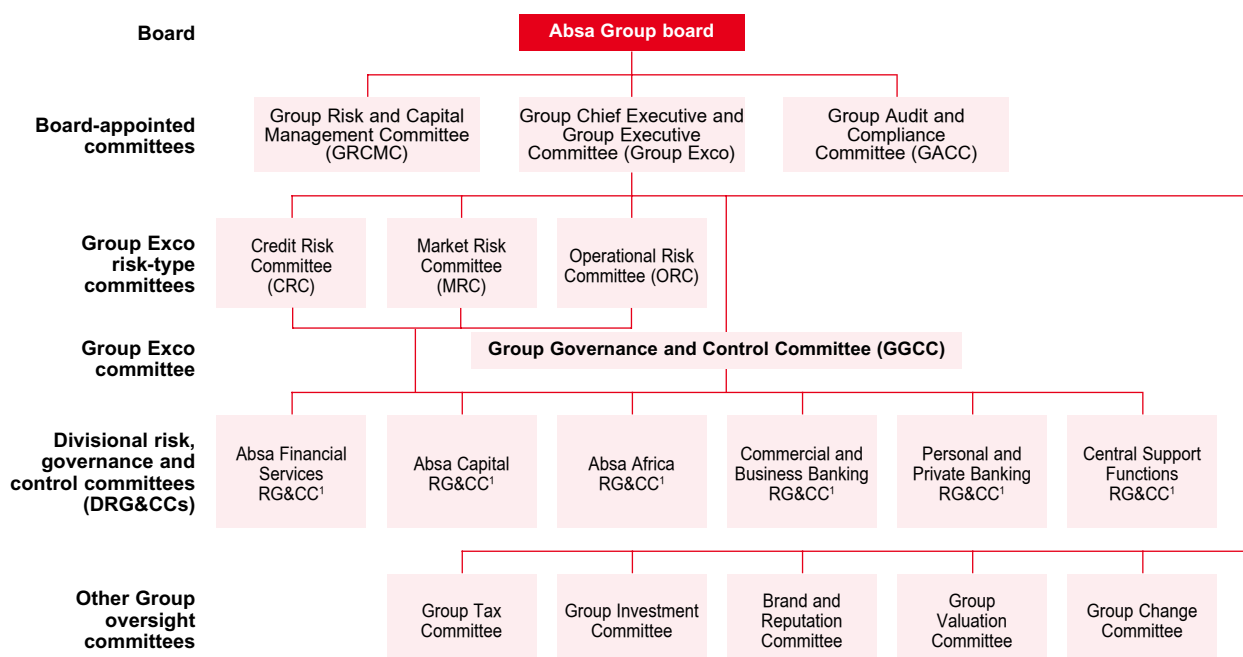 Board
Absa Group board
Board-appointed
committees
Group Risk and Capital
Management Committee
(GRCMC)
Group Chief Executive and
Group Executive
Committee (Group Exco)
Group Audit and
Compliance
Committee (GACC)
Group Exco
risk-type
committees
Credit Risk
Committee
(CRC)
Market Risk
Committee
(MRC)
Operational Risk
Committee (ORC)
Group Exco
committee
Group Governance and Control Committee (GGCC)
Divisional risk,
governance and
control committees
(DRG&CCs)
Absa Financial
Services
RG&CC¹
Absa Capital
RG&CC¹
Absa Africa
RG&CC¹
Commercial and
Business Banking
RG&CC¹
Personal and
Private Banking
RG&CC¹
Central Support
Functions
RG&CC¹
Other Group
oversight
committees
Group Tax
Committee
Group Investment
Committee
Brand and
Reputation
Committee
Group
Valuation
Committee
Group Change
Committee